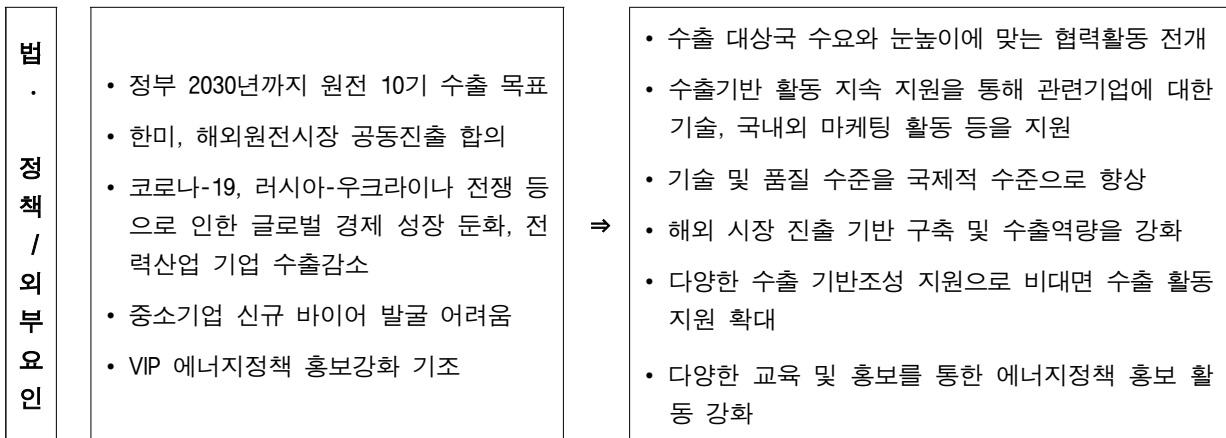 법
·
정
책
/
외
부
요
인
• 정부 2030년까지 원전 10기 수출 목표
• 한미, 해외원전시장 공동진출 합의
• 코로나-19, 러시아-우크라이나 전쟁 등
으로 인한 글로벌 경제 성장 둔화, 전
력산업 기업 수출감소
• 중소기업 신규 바이어 발굴 어려움
• VIP 에너지정책 홍보강화 기조
⇒
• 수출 대상국 수요와 눈높이에 맞는 협력활동 전개
• 수출기반 활동 지속 지원을 통해 관련기업에 대한
기술, 국내외 마케팅 활동 등을 지원
• 기술 및 품질 수준을 국제적 수준으로 향상
• 해외 시장 진출 기반 구축 및 수출역량을 강화
• 다양한 수출 기반조성 지원으로 비대면 수출 활동
지원 확대
• 다양한 교육 및 홍보를 통한 에너지정책 홍보 활
동 강화